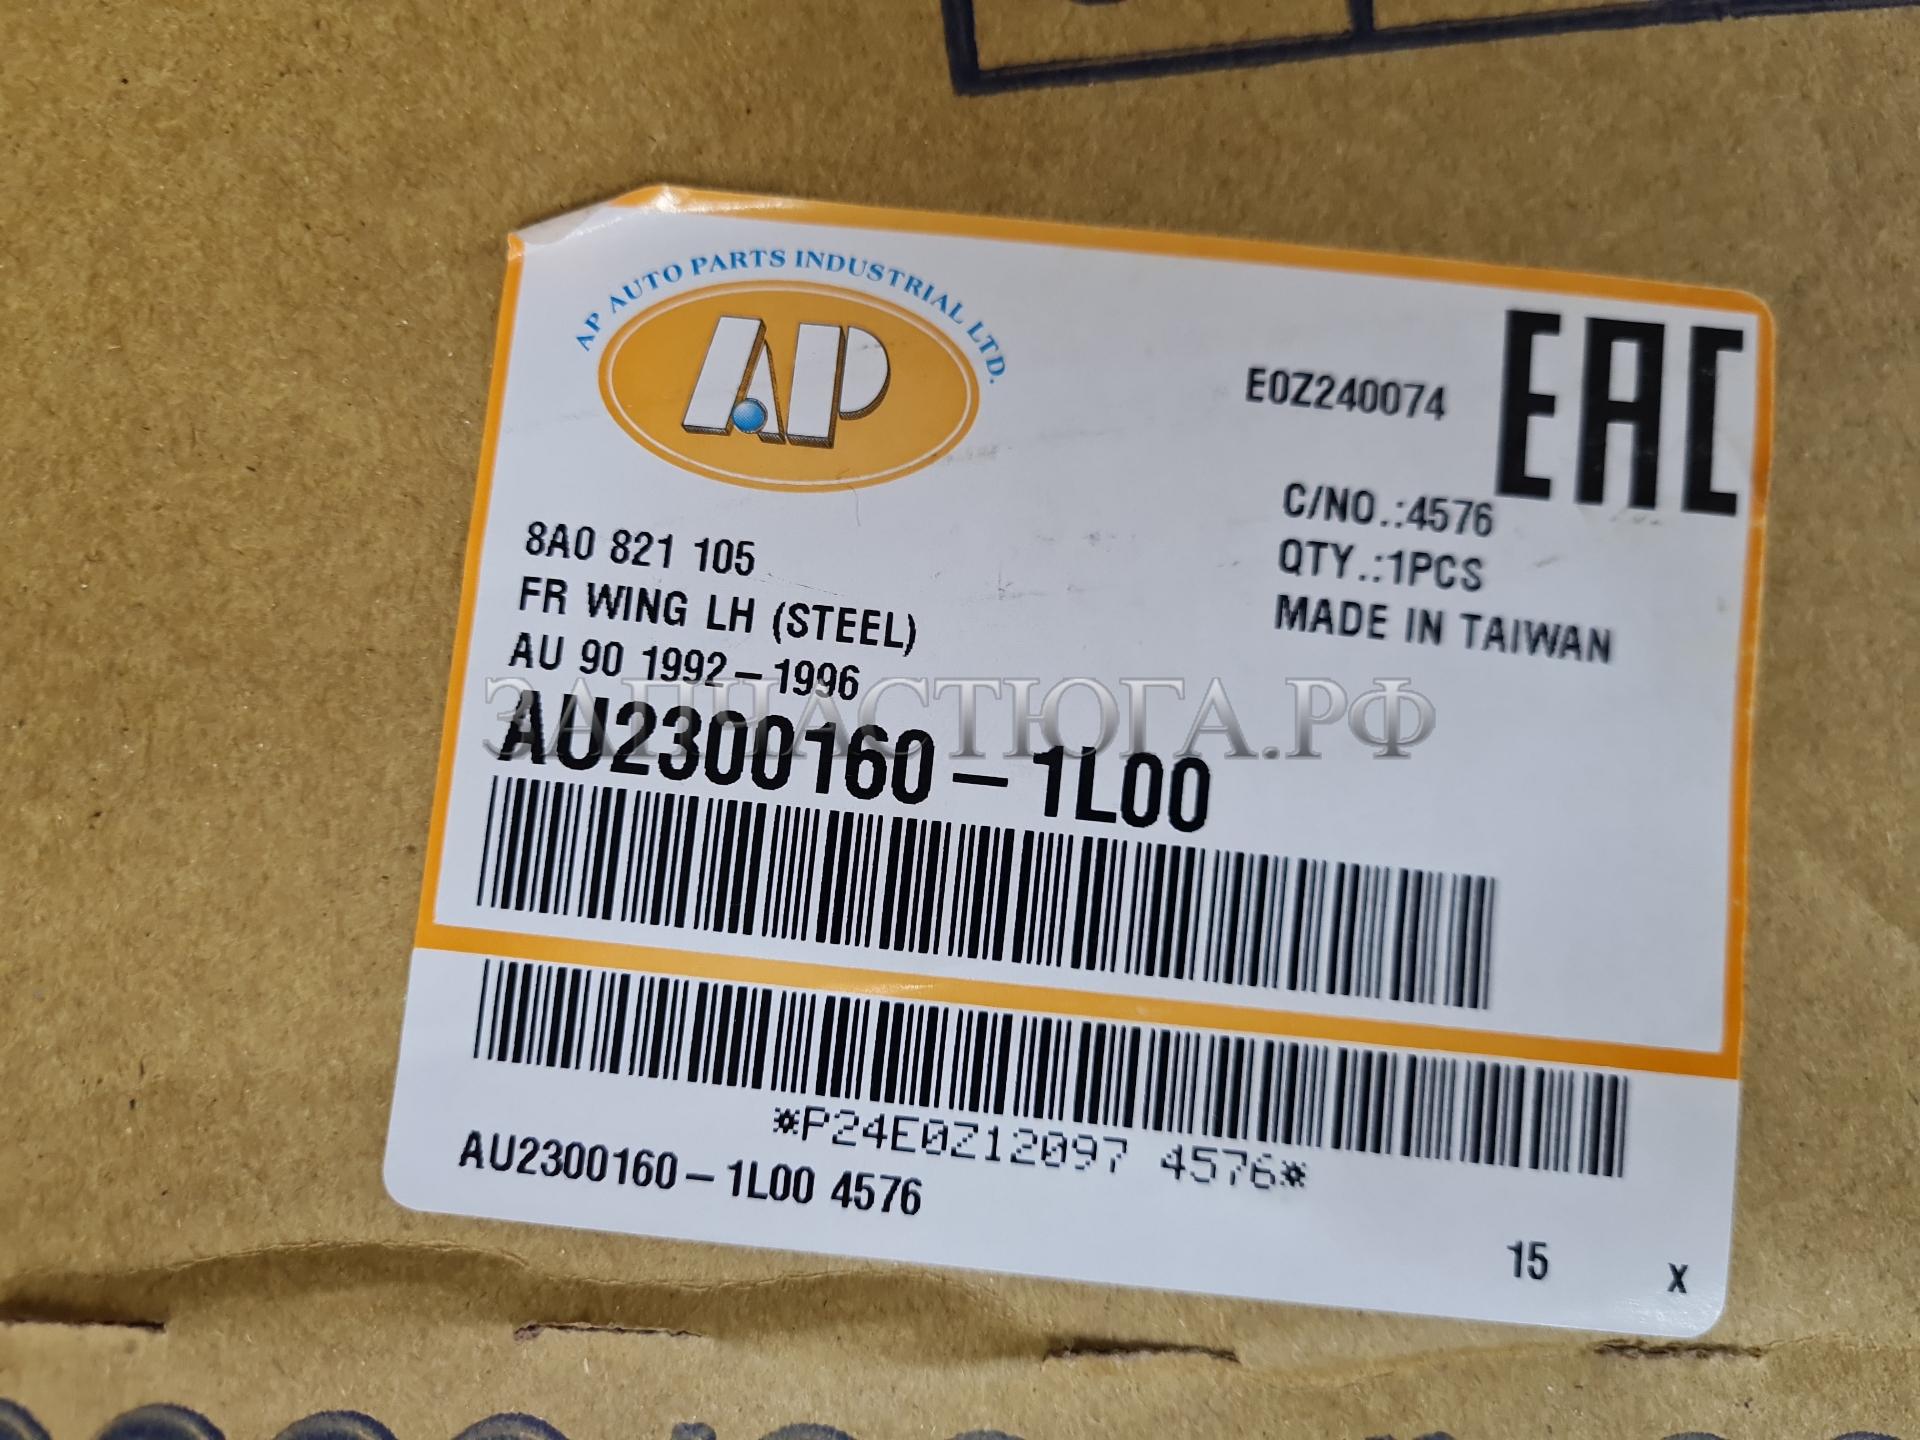 AP AUTO PARTS INDUSTRIAL LTD.
AP
EAC
E0Z240074
C/NO.:4576
QTY.:1PCS
MADE IN TAIWAN
8A0 821 105
FR WING LH (STEEL)
AU 90 1992-1996
ЗАПЧАСТЮГА.РФ
AU2300160-1L00
*P24E0Z12097 4576*
AU2300160-1L00 4576
15
X